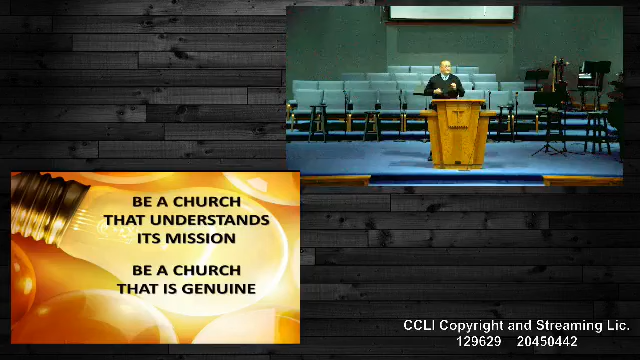 BE A CHURCH
THAT UNDERSTANDS
ITS MISSION
BE A CHURCH
THAT IS GENUINE
CCLI Copyright and Streaming Lic.
129629 20450442